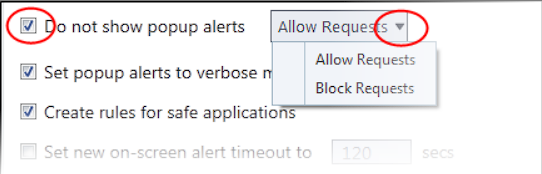 Do not show popup alerts Allow Requests
Allow Requests
Set popup alerts to verbose m
Block Requests
Create rules for safe applications
Set new on-screen alert timeout to 120 secs